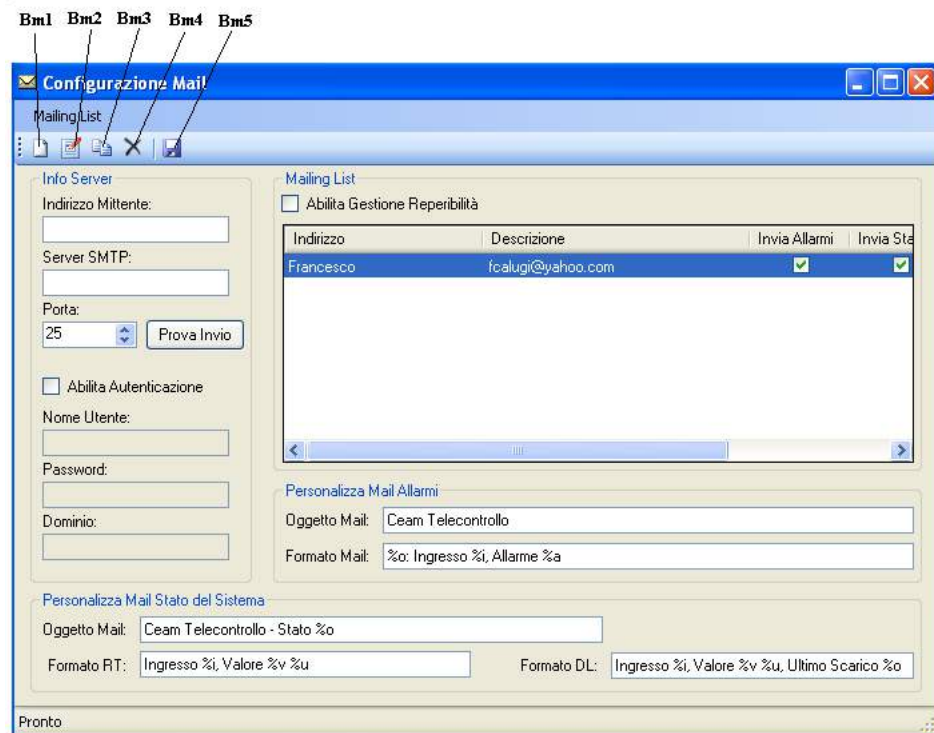 Bm1 Bm2 Bm3 Bm4 Bm5
Configurazione Mail
Mailing List
Info Server
Indirizzo Mittente:
Server SMTP:
Porta:
25
Prova Invio
Abilita Autenticazione
Nome Utente:
Password:
Dominio:
Mailing List
Abilita Gestione Reperibilità
Indirizzo Descrizione Invia Allarmi Invia Sta
Francesco fcalugi@yahoo.com
Personalizza Mail Allarmi
Oggetto Mail: Ceam Telecontrollo
Formato Mail: %o: Ingresso %i, Allarme %a
Personalizza Mail Stato del Sistema
Oggetto Mail: Ceam Telecontrollo - Stato %o
Formato RT: Ingresso %i, Valore %v %u Formato DL: Ingresso %i, Valore %v %u, Ultimo Scarico %o
Pronto